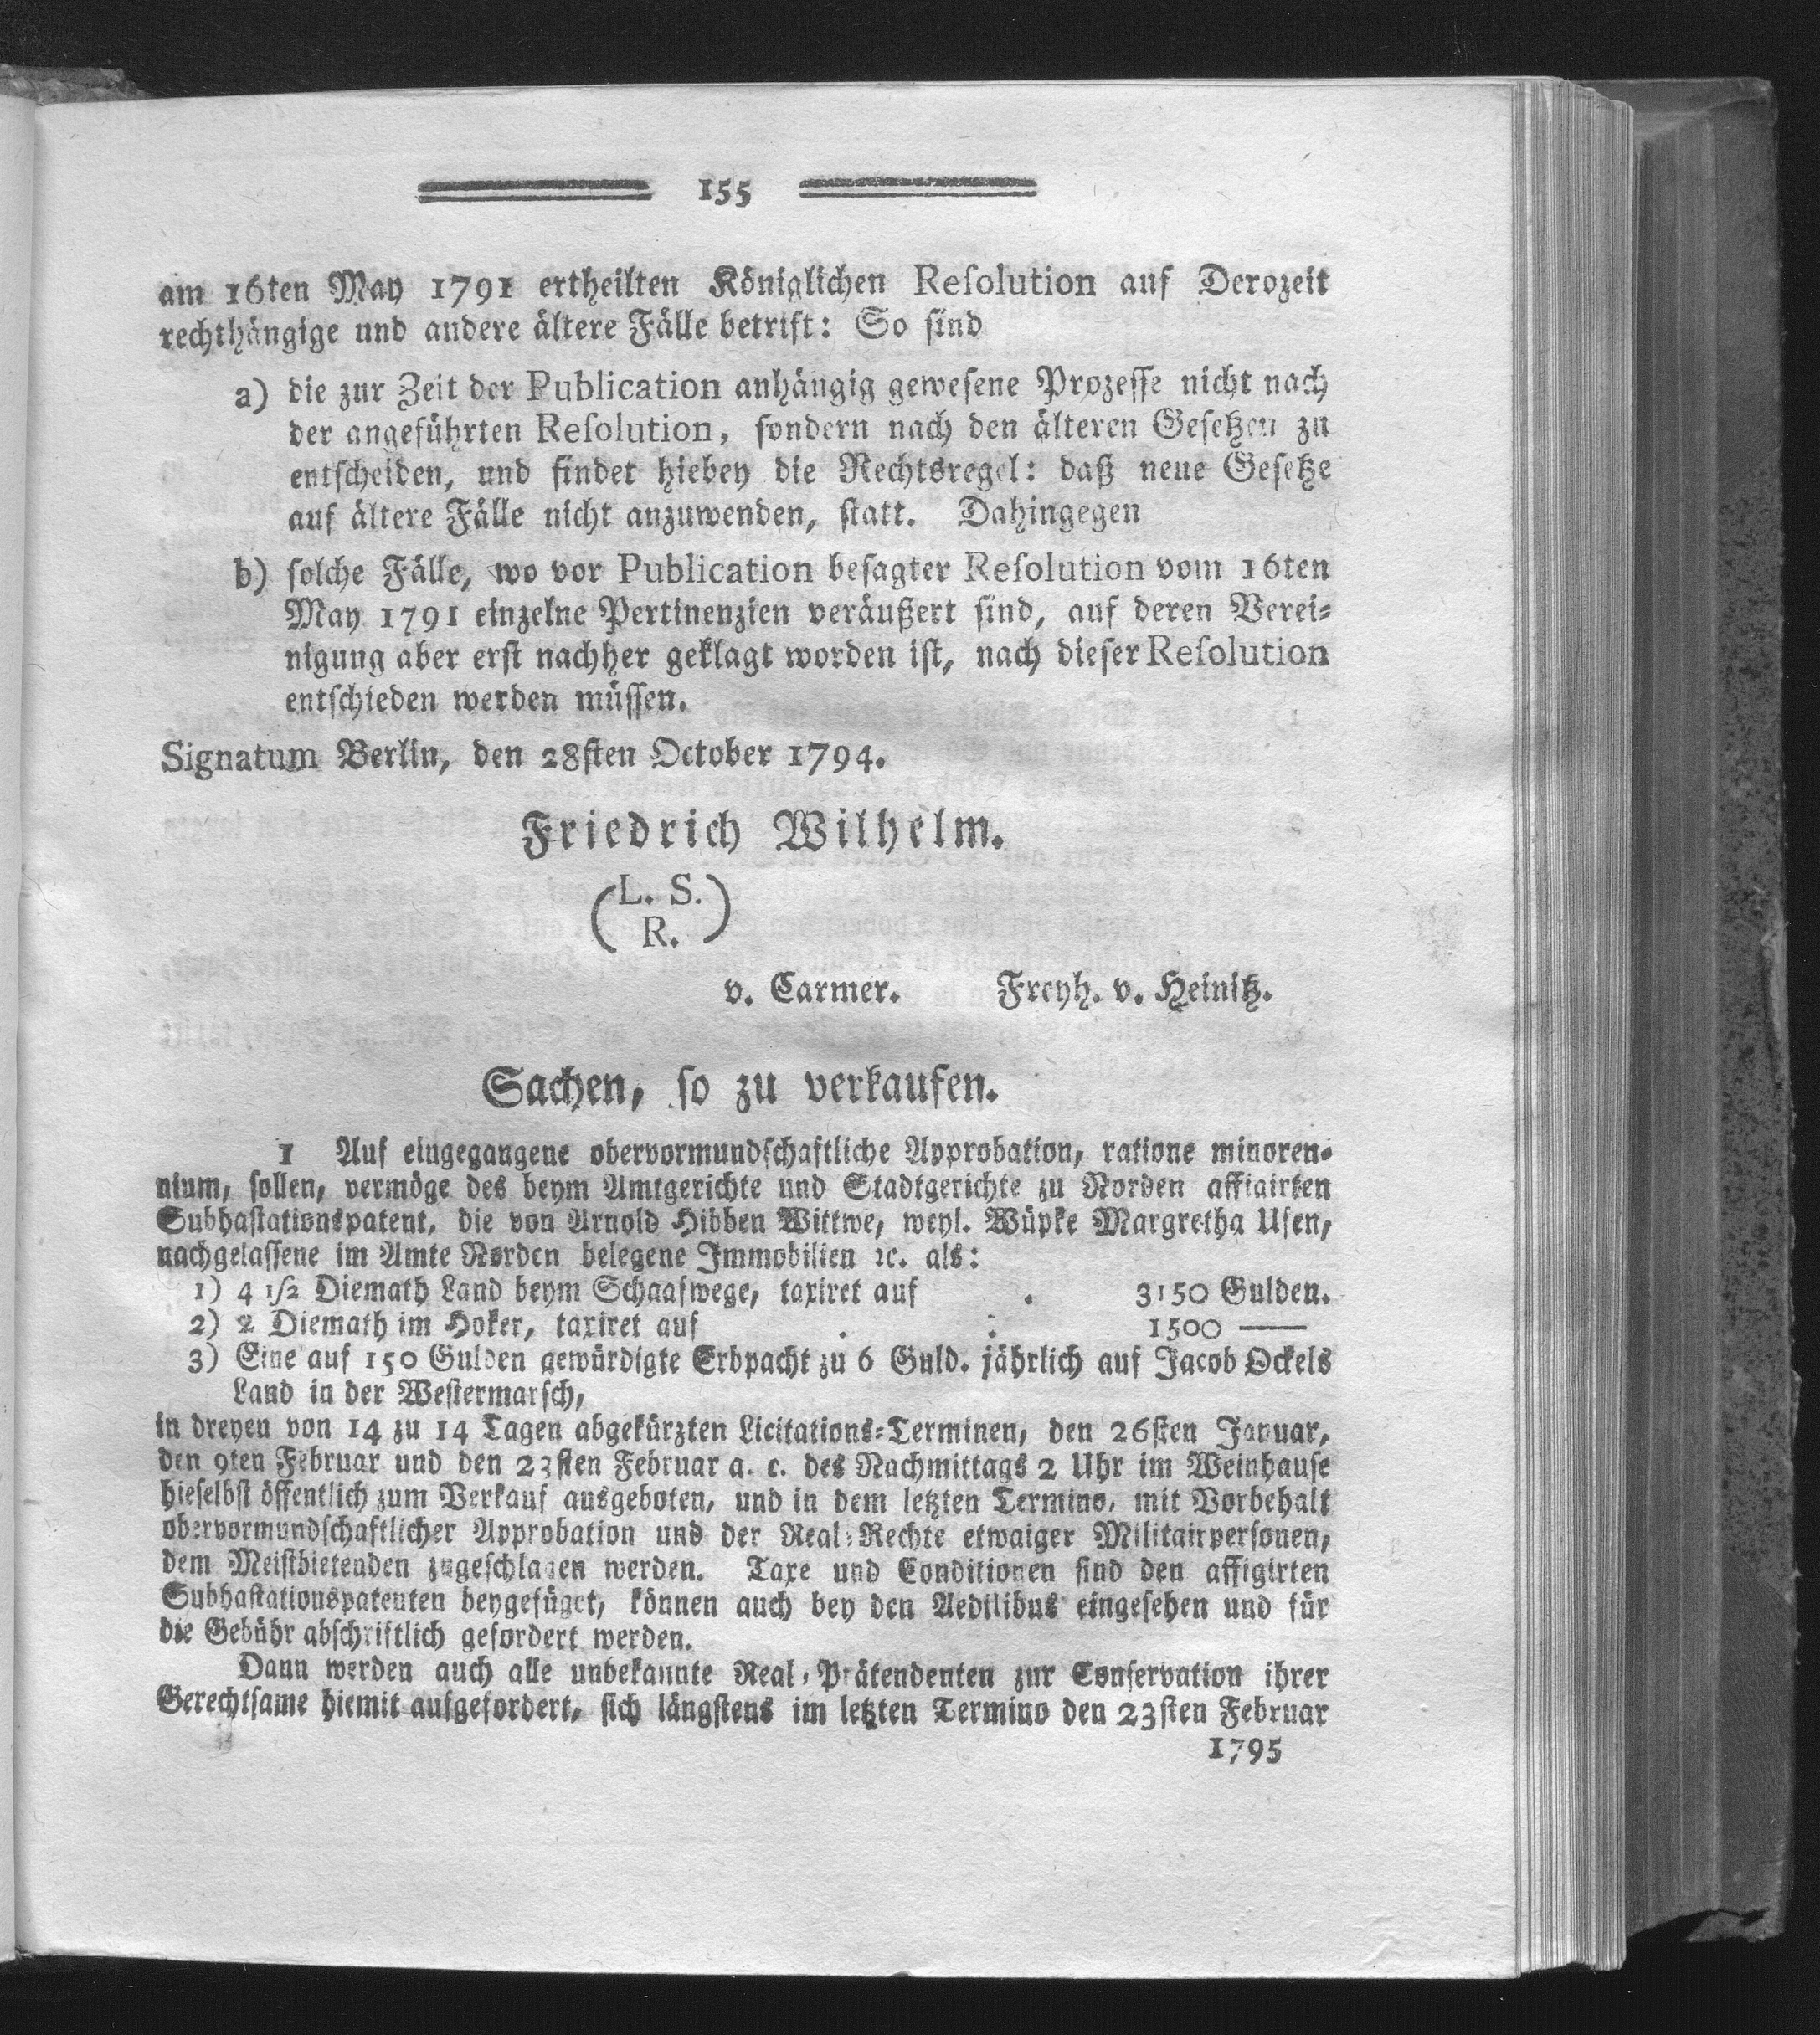 155
am 16ten May 1791 ertheilten Königlichen Resolution auf Derozeit
rechthängige und andere ältere Fälle betrift: So sind
a) die zur Zeit der Publication anhängig gewesene Prozesse nicht nach
der angeführten Resolution, sondern nach den älteren Gesetzen zu
entscheiden, und findet hiebey die Rechtsregel: daß neue Gesetze
auf ältere Fälle nicht anzuwenden, statt. Dahingegen
b) solche Fälle, wo vor Publication besagter Resolution vom 16ten
May 1791 einzelne Pertinenzien veräußert sind, auf deren Verei-
nigung aber erst nachher geklagt worden ist, nach dieser Resolution
entschieden werden müssen.
Signatum Berlin, den 28sten October 1794.
Friedrich Wilhelm.
(L. S.
R.)
v. Carmer. Freyh. v. Heinitz.
Sachen, so zu verkaufen.
1 Auf eingegangene obervormundschaftliche Approbation, ratione minoren-
nium, sollen, vermöge des beym Amtgerichte und Stadtgerichte zu Norden affigirten
Subhastationspatent, die von Arnold Hibben Wittwe, weyl. Wüpke Margretha Usen,
nachgelassene im Amte Norden belegene Immobilien ꝛc. als:
1) 4 1/2 Diemath Land beym Schaafwege, taxiret auf . 3150 Gulden.
2) 2 Diemath im Hoker, taxiret auf . . 1500 —
3) Eine auf 150 Gulden gewürdigte Erbpacht zu 6 Guld. jährlich auf Jacob Ockels
Land in der Westermarsch,
in dreyen von 14 zu 14 Tagen abgekürzten Licitations-Terminen, den 26sten Januar,
den 9ten Februar und den 23sten Februar a. c. des Nachmittags 2 Uhr im Weinhause
hieselbst öffentlich zum Verkauf ausgeboten, und in dem letzten Termino, mit Vorbehalt
obervormundschaftlicher Approbation und der Real-Rechte etwaiger Militairpersonen,
dem Meistbietenden zugeschlagen werden. Taxe und Conditionen sind den affigirten
Subhastationspatenten beygefüget, können auch bey den Aedilibus eingesehen und für
die Gebühr abschriftlich gefordert werden.
Dann werden auch alle unbekannte Real-Prätendenten zur Conservation ihrer
Gerechtsame hiemit aufgefordert, sich längstens im letzten Termino den 23sten Februar
1795